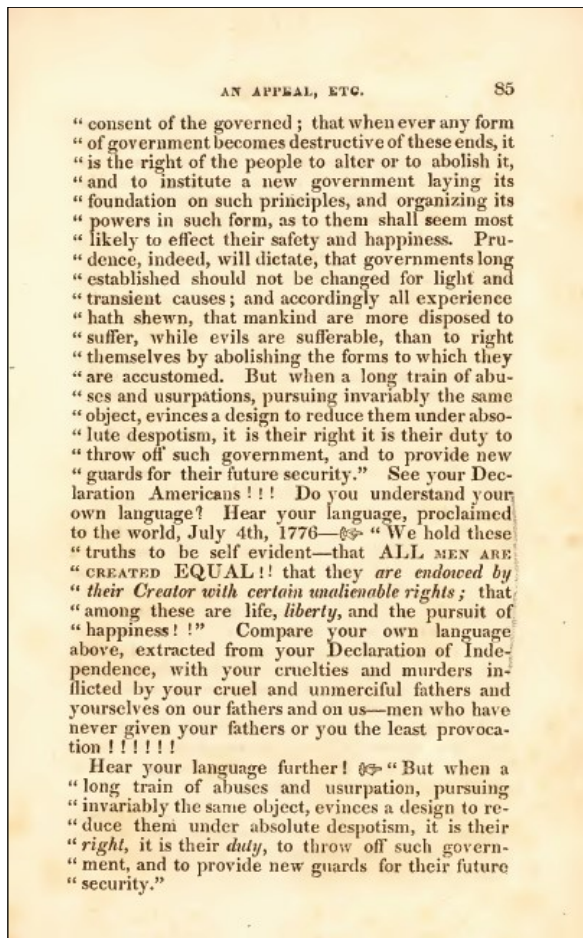 AN APPEAL, ETC. 85
“ consent of the governed ; that when ever any form
“ of government becomes destructive of these ends, it
“ is the right of the people to alter or to abolish it,
“ and to institute a new government laying its
“ foundation on such principles, and organizing its
“ powers in such form, as to them shall seem most
“ likely to effect their safety and happiness. Pru-
“ dence, indeed, will dictate, that governments long
“ established should not be changed for light and
“ transient causes ; and accordingly all experience
“ hath shewn, that mankind are more disposed to
“ suffer, while evils are sufferable, than to right
“ themselves by abolishing the forms to which they
“ are accustomed. But when a long train of abu-
“ ses and usurpations, pursuing invariably the same
“ object, evinces a design to reduce them under abso-
“ lute despotism, it is their right it is their duty to
“ throw off such government, and to provide new
“ guards for their future security.” See your Dec-
laration Americans ! ! ! Do you understand your
own language? Hear your language, proclaimed
to the world, July 4th, 1776—☞ “ We hold these
“ truths to be self evident—that ALL MEN ARE
“ CREATED EQUAL ! ! that they are endowed by
“ their Creator with certain unalienable rights ; that
“ among these are life, liberty, and the pursuit of
“ happiness ! !” Compare your own language
above, extracted from your Declaration of Inde-
pendence, with your cruelties and murders in-
flicted by your cruel and unmerciful fathers and
yourselves on our fathers and on us—men who have
never given your fathers or you the least provoca-
tion ! ! ! ! ! !
Hear your language further ! ☞ “ But when a
“ long train of abuses and usurpation, pursuing
“ invariably the same object, evinces a design to re-
“ duce them under absolute despotism, it is their
“ right, it is their duty, to throw off such govern-
“ ment, and to provide new guards for their future
“ security.”